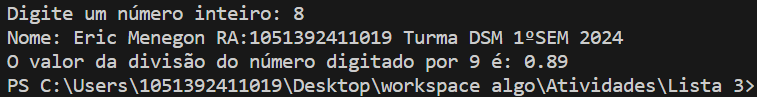 Digite um número inteiro: 8
Nome: Eric Menegon RA:1051392411019 Turma DSM 1ºSEM 2024
O valor da divisão do número digitado por 9 é: 0.89
PS C:\Users\1051392411019\Desktop\workspace algo\Atividades\Lista 3>